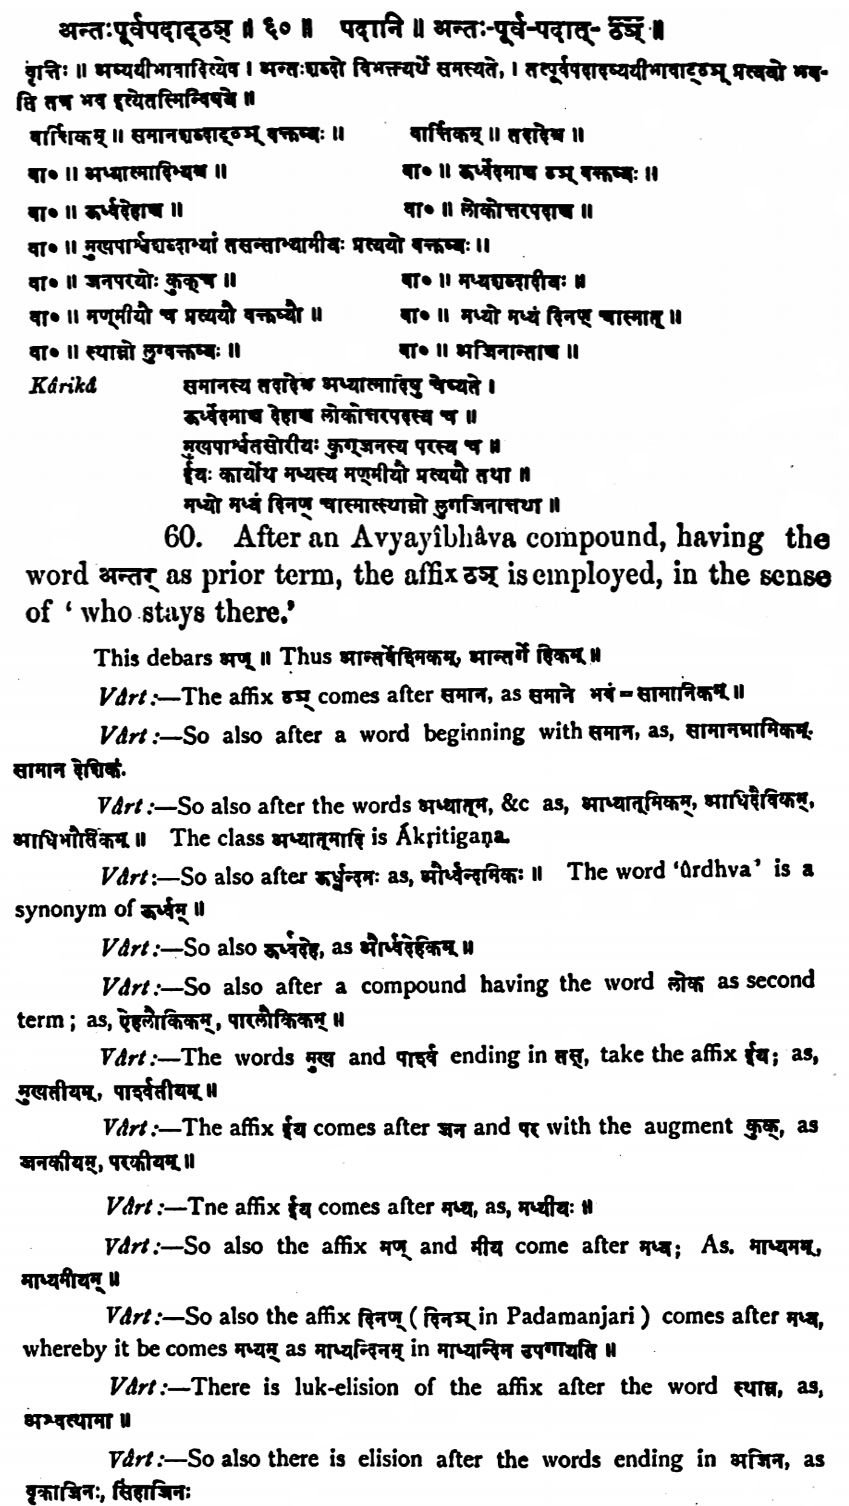 अन्तःपूर्वपदाद्ठञ् ॥ ६० ॥ पदानि ॥ अन्तः-पूर्व-पदात्- ठञ् ॥
वृत्तिः ॥ अव्ययीभावादित्येव । अन्तःशब्दो विभक्त्यर्थे समस्यते, । तत्पूर्वपदादव्ययीभावाट्ठञ् प्रत्ययो भव-
ति तत्र भव इत्येतस्मिन्विषये ॥
वार्त्तिकम् ॥ समानशब्दाद्ठञ् वक्तव्यः ॥ वार्त्तिकम् ॥ तदादेश्च ॥
वा० ॥ अध्यात्मादिभ्यश्च ॥ वा० ॥ ऊर्ध्वंदमाच्च ठञ् वक्तव्यः ॥
वा० ॥ ऊर्ध्वदेहाच्च ॥ वा० ॥ लोकोत्तरपदाच्च ॥
वा० ॥ मुखपार्श्वशब्दाभ्यां तसन्ताभ्यामीयः प्रत्ययो वक्तव्यः ॥
वा० ॥ जनपरयोः कुक्च ॥ वा० ॥ मध्यशब्दादीयः ॥
वा० ॥ मण्मीयौ च प्रत्ययौ वक्तव्यौ ॥ वा० ॥ मध्यो मध्यं दिनण् चास्मात् ॥
वा० ॥ स्थाम्नो लुग्वक्तव्यः ॥ वा० ॥ अजिनान्ताच्च ॥
Kârikâ समानस्य तदादेश्च अध्यात्मादिषु चेष्यते ।
ऊर्ध्वंदमाच्च देहाच्च लोकोत्तरपदस्य च ॥
मुखपार्श्वतसोरीयः कुग्जनस्य परस्य च ॥
ईयः कार्योथ मध्यस्य मण्मीयौ प्रत्ययौ तथा ॥
मध्यो मध्यं दिनण् चास्मात्स्थाम्नो लुगजिनात्तथा ॥
60. After an Avyayîbhâva compound, having the
word अन्तर् as prior term, the affix ठञ् is employed, in the sense
of ‘ who stays there.’
This debars अण् ॥ Thus आन्तर्वेश्मिकम्, आन्तर्गेहिकम् ॥
Vârt :—The affix ठञ् comes after समान, as समाने भवं = सामानिकम् ॥
Vârt :—So also after a word beginning with समान, as, सामानग्रामिकम्.
सामान देशिकं.
Vârt :—So also after the words अध्यात्म, &c as, आध्यात्मिकम्, आधिदैविकम्,
आधिभौतिकम् ॥ The class अध्यात्मादि is Ákṛitigaṇa.
Vârt:—So also after ऊर्ध्वन्दमः as, और्ध्वन्दमिकः ॥ The word ‘ûrdhva’ is a
synonym of ऊर्ध्वम् ॥
Vârt :—So also ऊर्ध्वदेह, as और्ध्वदेहिकम् ॥
Vârt :—So also after a compound having the word लोक as second
term ; as, ऐहलौकिकम्, पारलौकिकम् ॥
Vârt :—The words मुख and पार्श्व ending in तस्, take the affix ईय; as,
मुखतीयम्, पार्श्वतीयम् ॥
Vârt :—The affix ईय comes after जन and पर with the augment कुक्, as
जनकीयम्, परकीयम् ॥
Vârt :—Tne affix ईय comes after मध्य, as, मध्यीयः ॥
Vârt :—So also the affix मण् and मीय come after मध्य; As. माध्यमम्,
माध्यमीयम् ॥
Vârt :—So also the affix दिनण् ( दिनञ् in Padamanjari ) comes after मध्य,
whereby it be comes मध्यम् as माध्यन्दिनम् in माध्यन्दिन उपगायति ॥
Vârt :—There is luk-elision of the affix after the word स्थाम्न, as,
अश्वत्थामा ॥
Vârt :—So also there is elision after the words ending in अजिन, as
वृकाजिनः, सिंहाजिनः